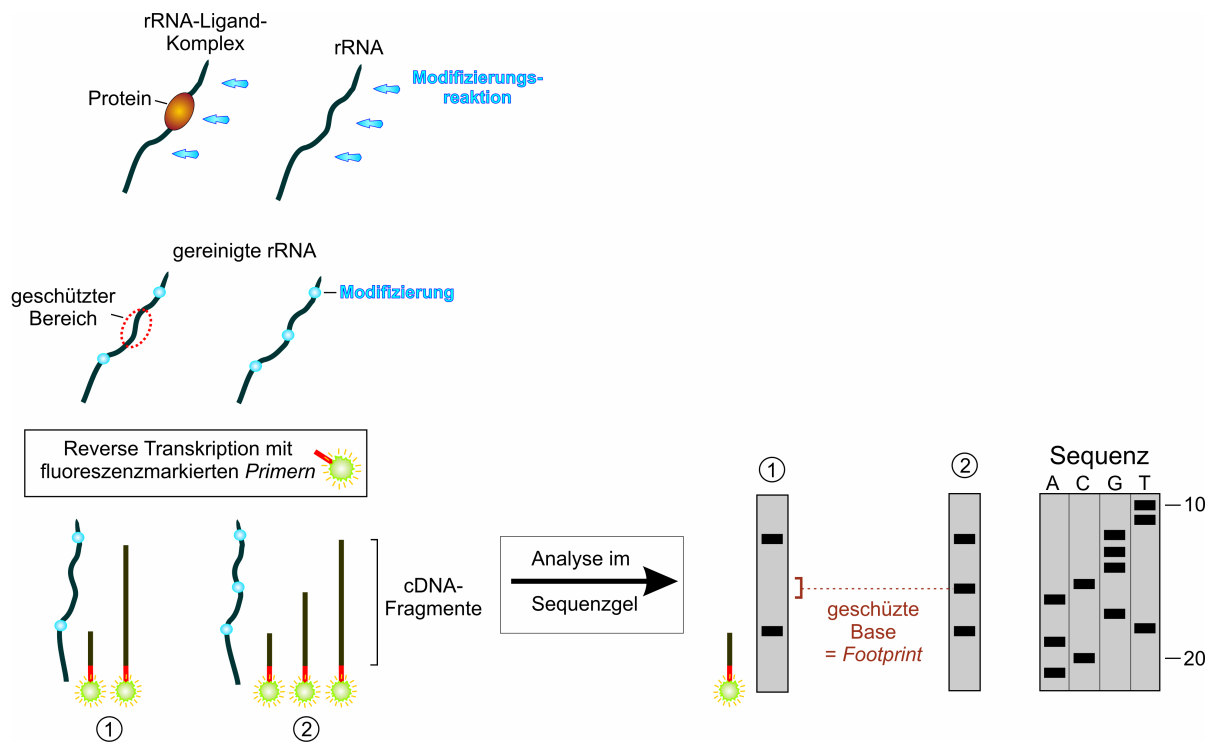 rRNA-Ligand-
Komplex
rRNA
Modifizierungs-
reaktion
Protein
gereinigte rRNA
geschützter
Bereich
Modifizierung
Reverse Transkription mit
fluoreszenzmarkierten Primern
cDNA-
Fragmente
1
2
Analyse im
Sequenzgel
1
2
geschüzte
Base
= Footprint
Sequenz
A C G T
10
20